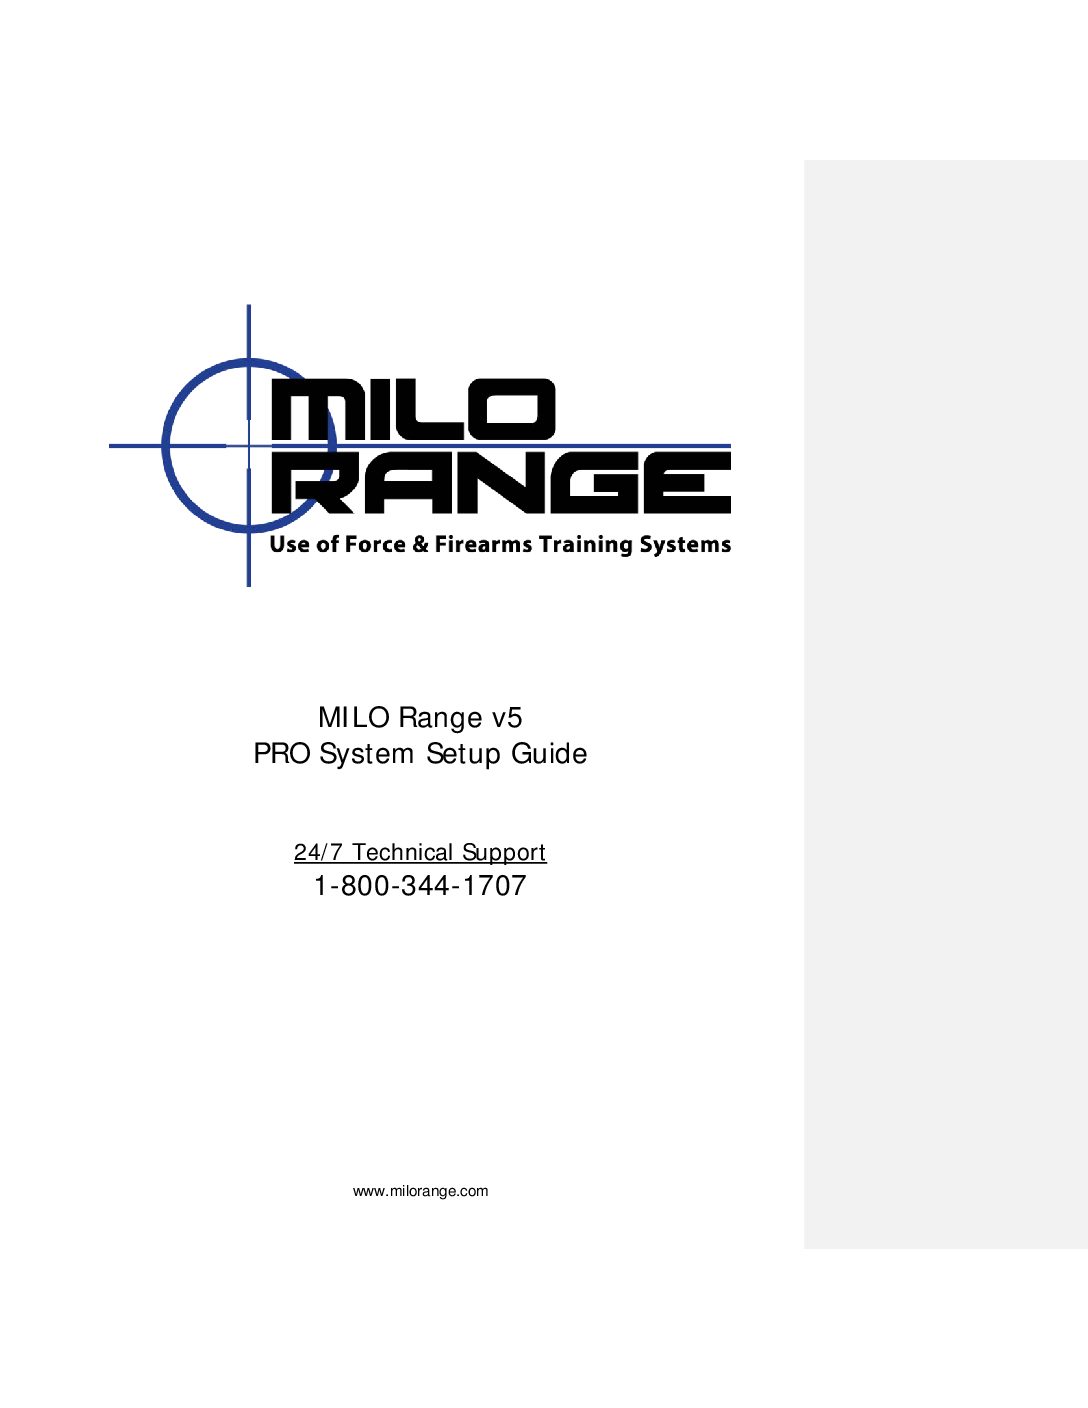 MILO
RANGE
Use of Force & Firearms Training Systems
MILO Range v5
PRO System Setup Guide
24/7 Technical Support
1-800-344-1707
www.milorange.com